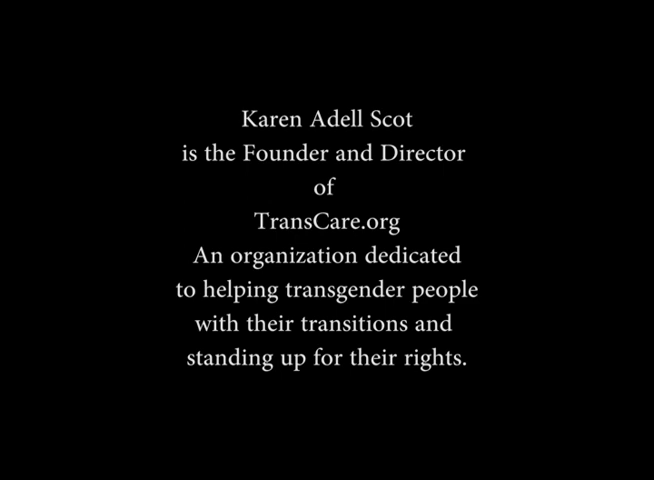 Karen Adell Scot
is the Founder and Director
of
TransCare.org
An organization dedicated
to helping transgender people
with their transitions and
standing up for their rights.